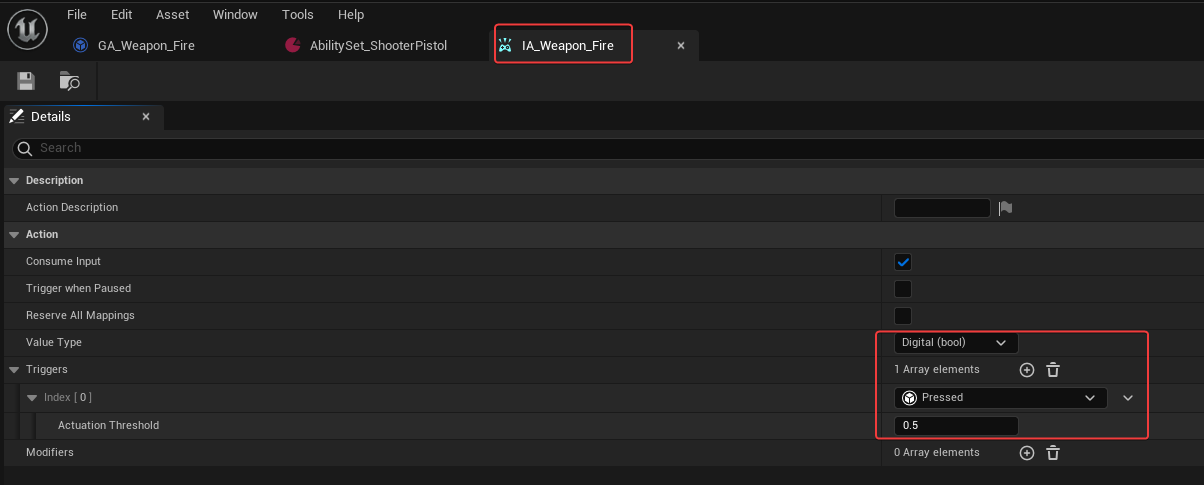 File Edit Asset Window Tools Help
GA_Weapon_Fire AbilitySet_ShooterPistol IA_Weapon_Fire
Details
Search
Description
Action Description
Action
Consume Input
Trigger when Paused
Reserve All Mappings
Value Type Digital (bool)
Triggers 1 Array elements
Index [ 0 ] Pressed
Actuation Threshold 0.5
Modifiers 0 Array elements